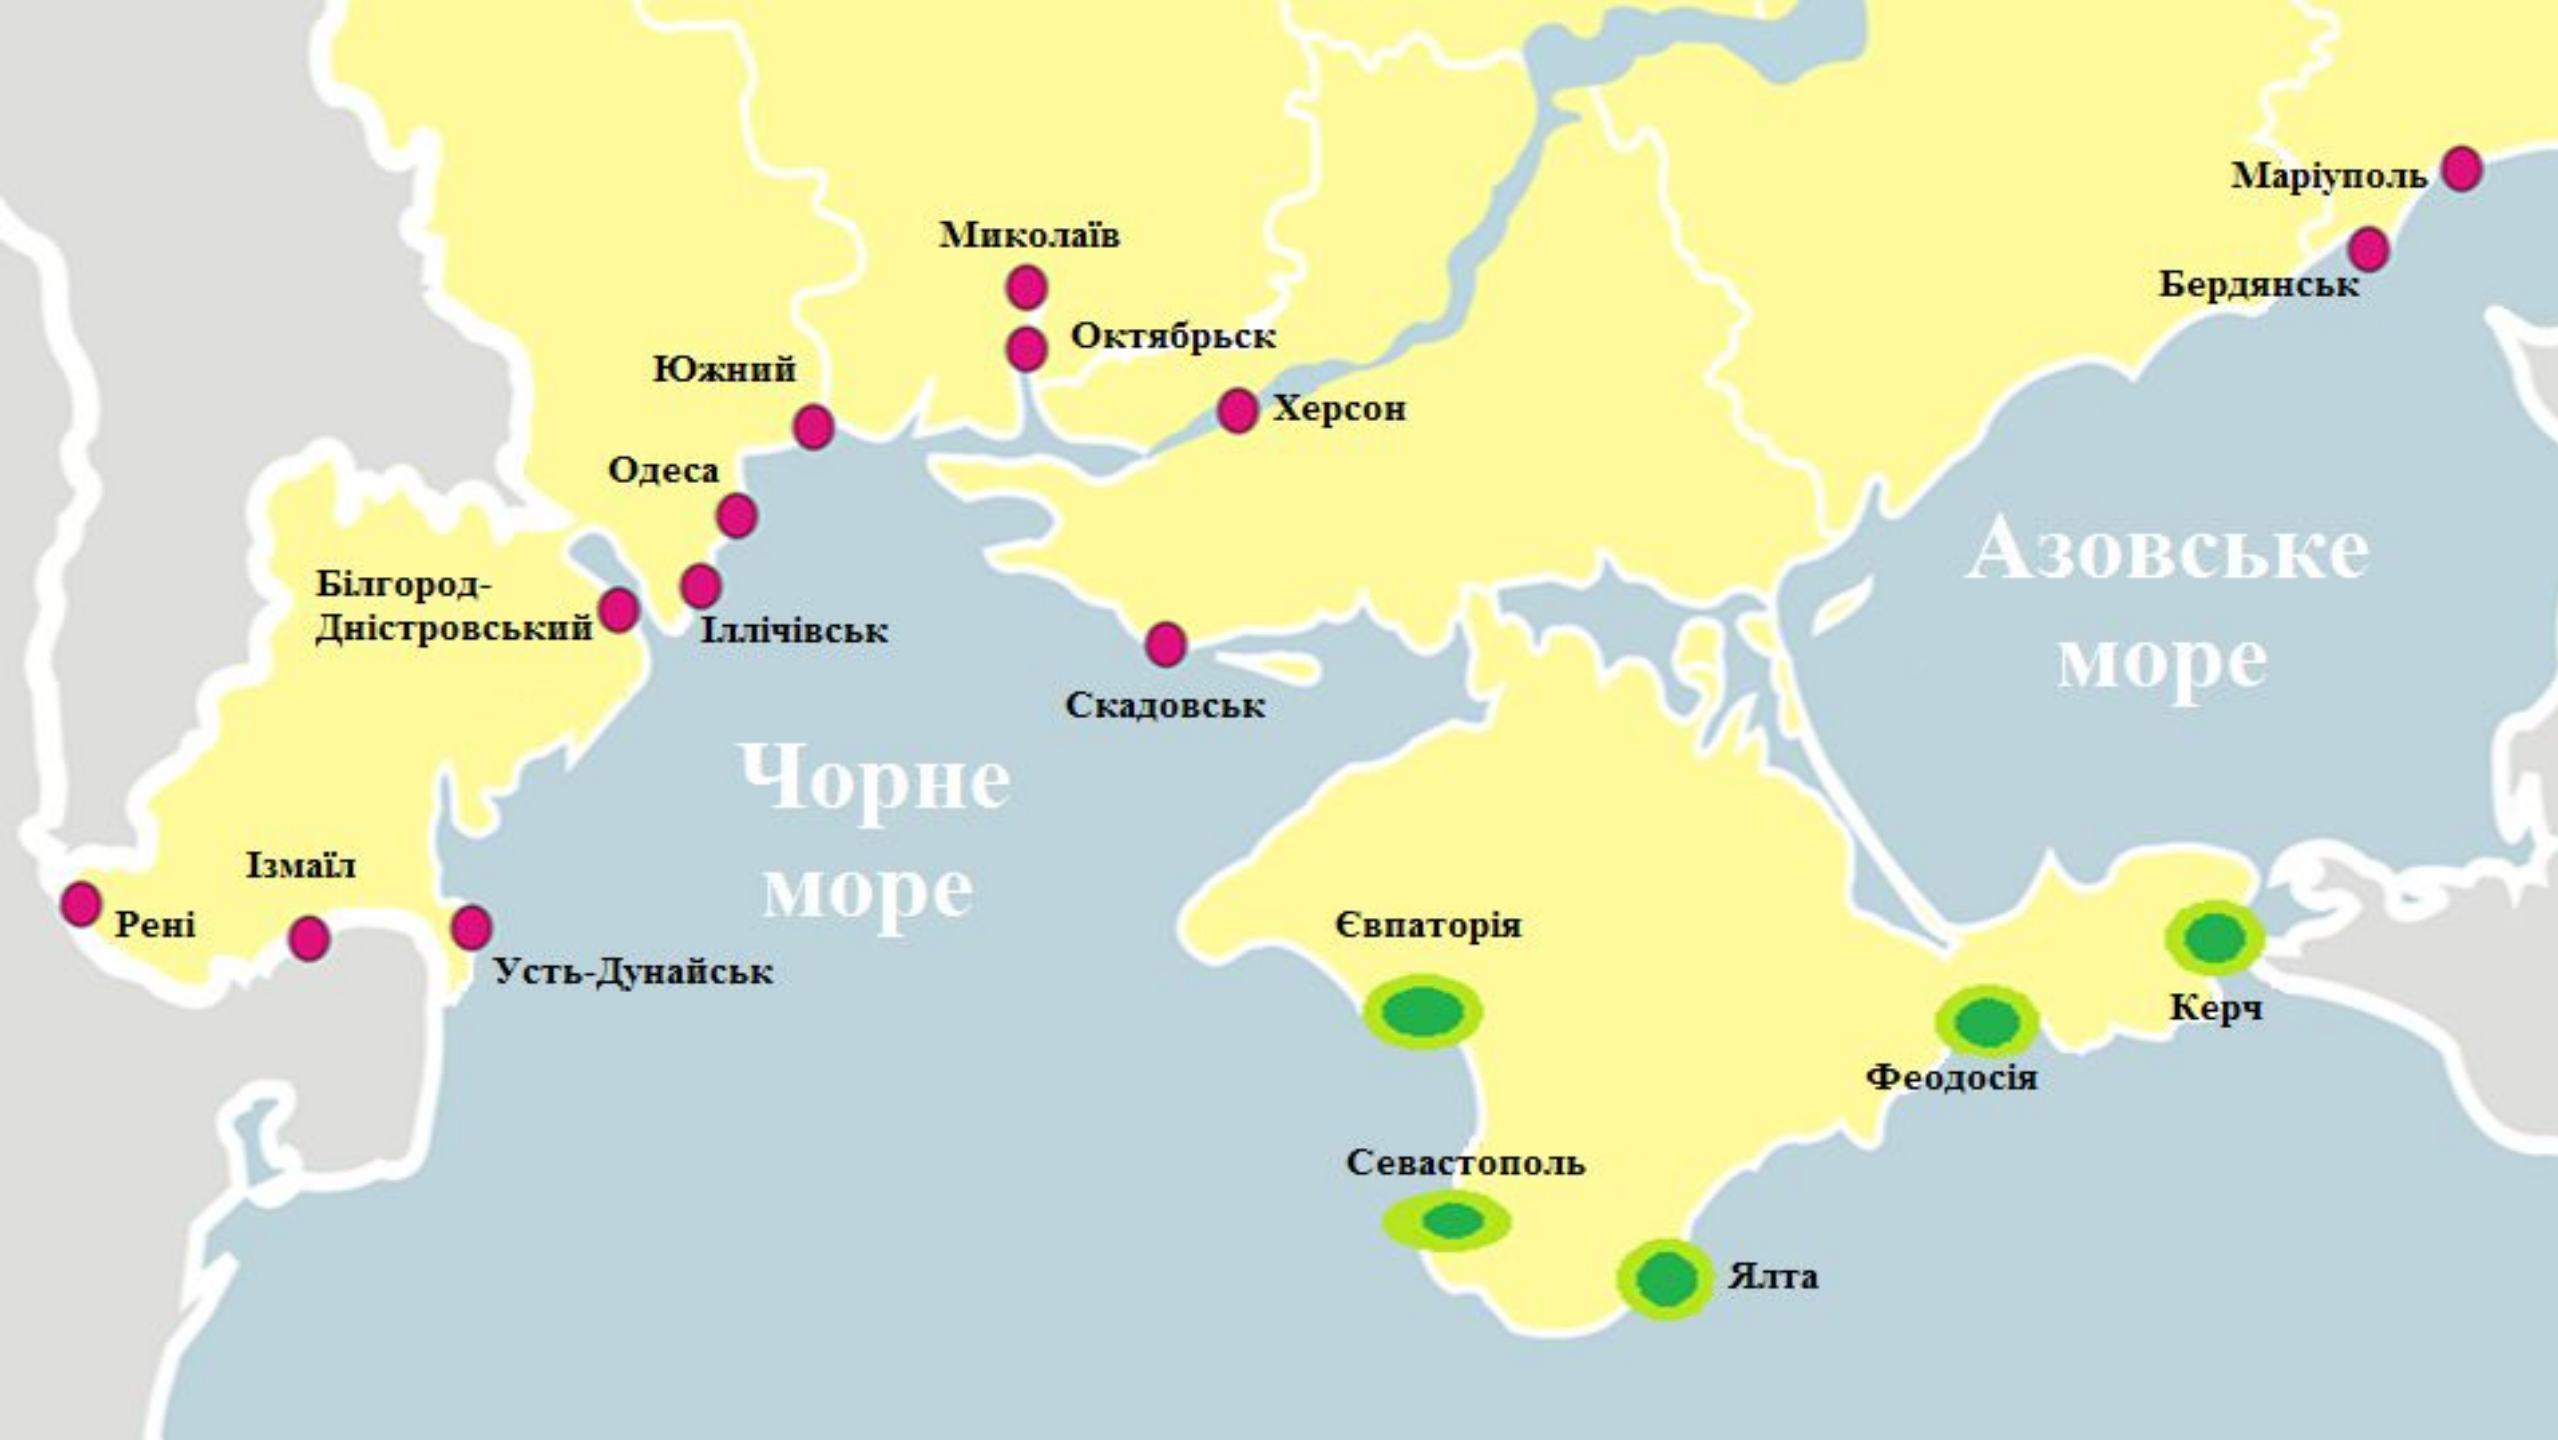 Маріуполь
Миколаїв
Бердянськ
Октябрьск
Южний
Херсон
Одеса
Азовське
море
Білгород-
Дністровський
Іллічівськ
Скадовськ
Чорне
море
Ізмаїл
Рені
Усть-Дунайськ
Євпаторія
Керч
Феодосія
Севастополь
Ялта